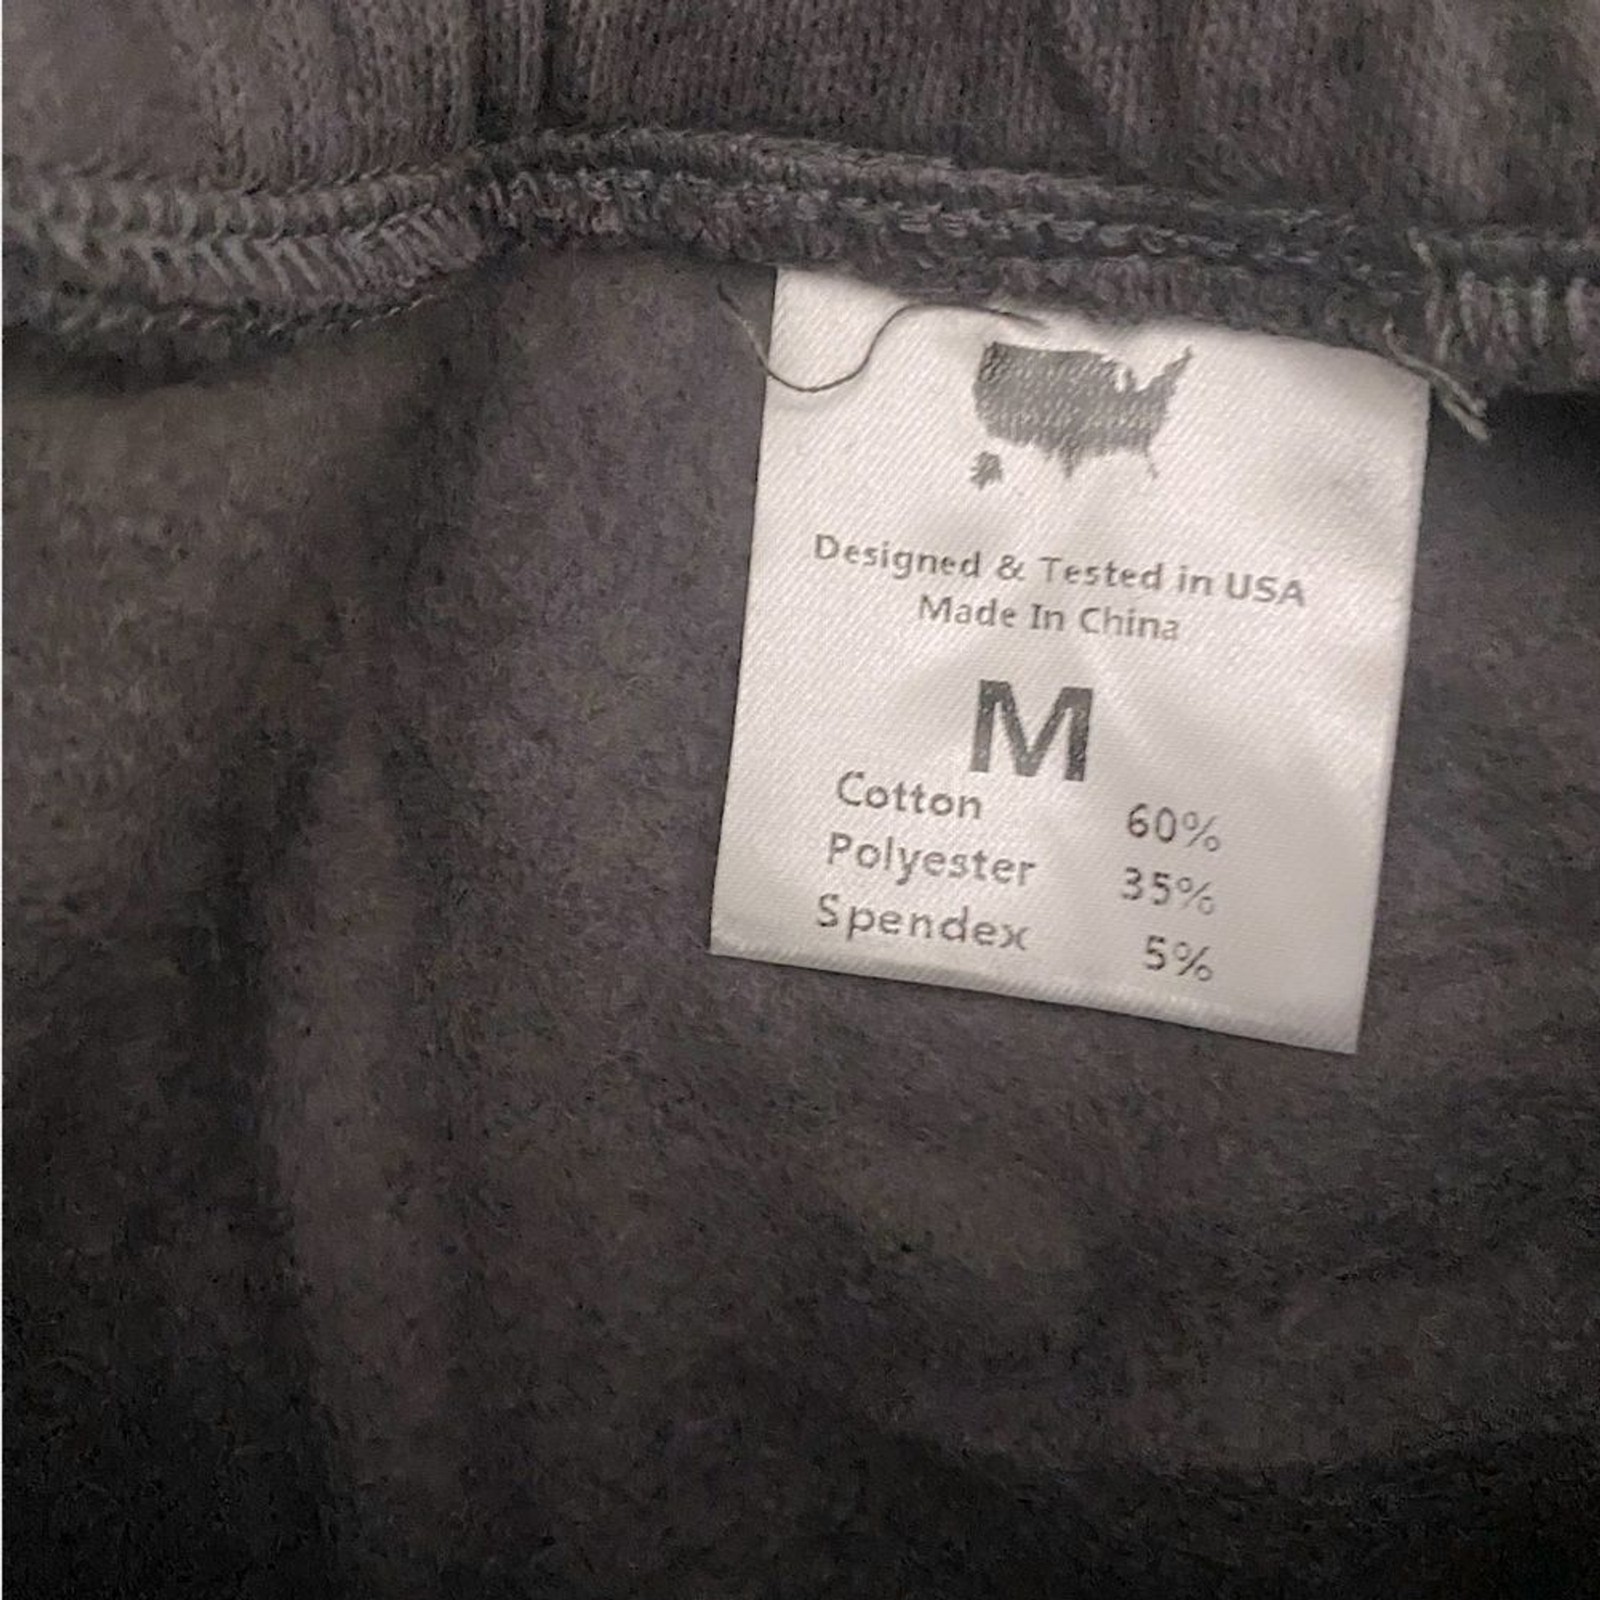 Designed & Tested in USA
Made In China
M
Cotton 60%
Polyester 35%
Spendex 5%